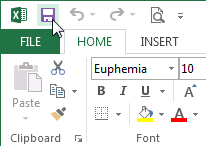 FILE HOME INSERT
Euphemia 10
Paste
B I U A
A
Clipboard Font